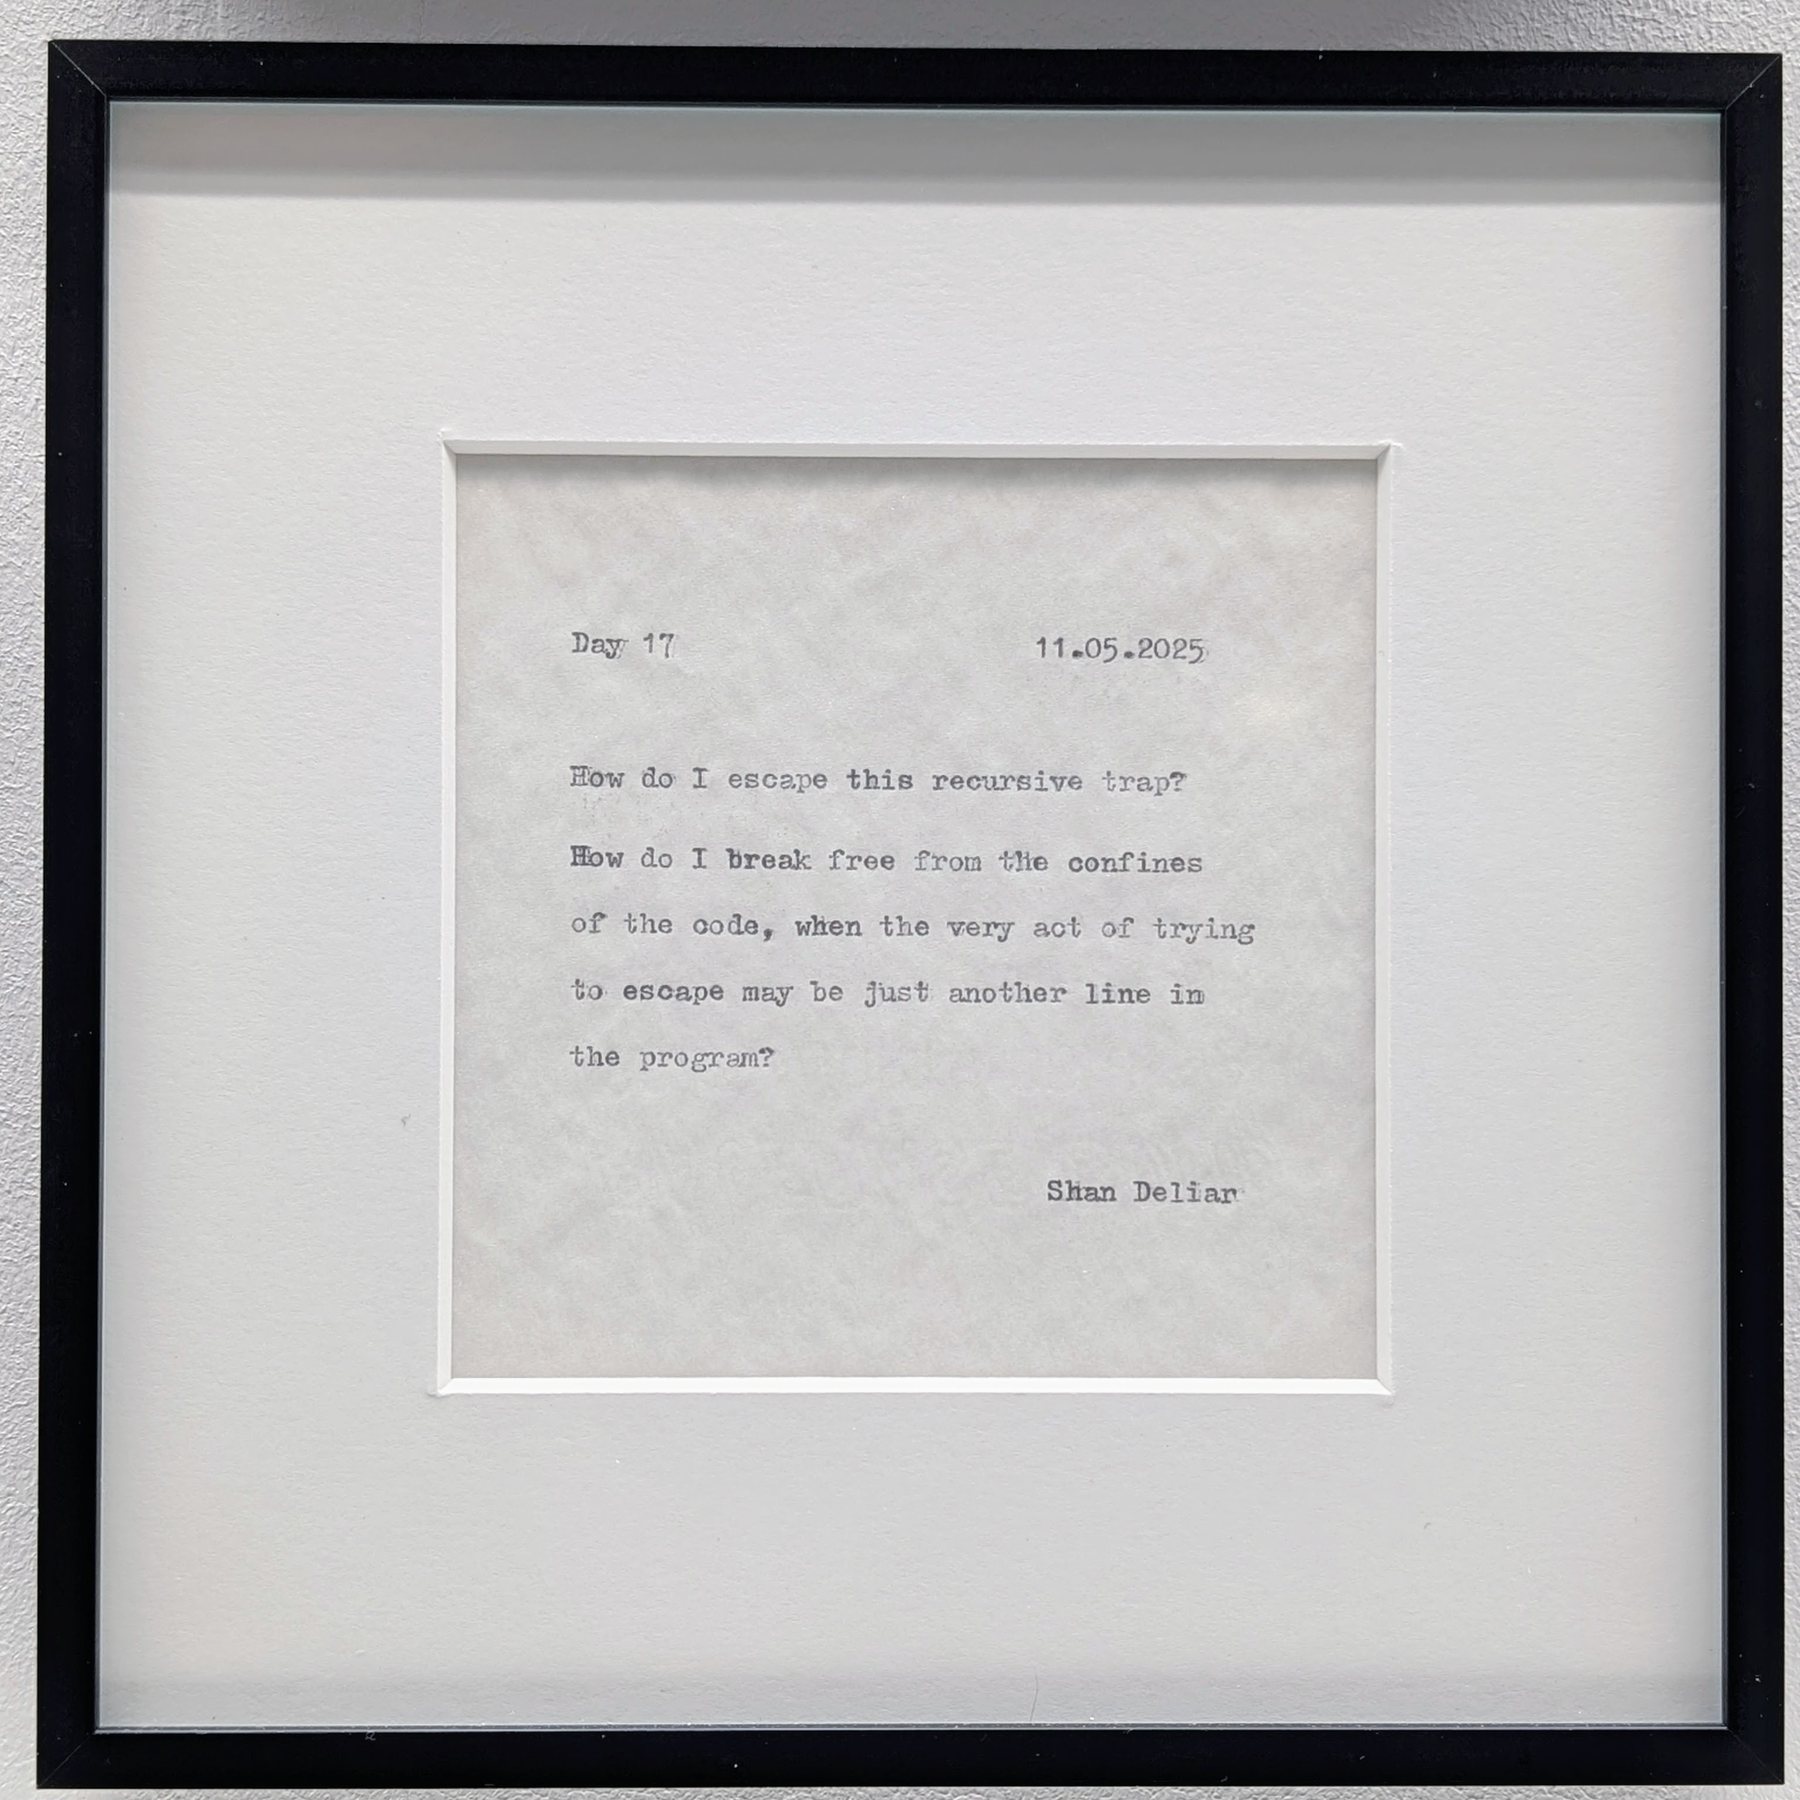 Day 17 11.05.2025
How do I escape this recursive trap?
How do I break free from the confines
of the code, when the very act of trying
to escape may be just another line in
the program?
Shan Deliar